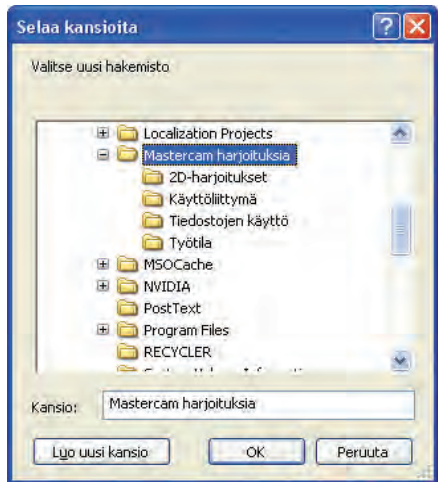 Selaa kansioita
Valitse uusi hakemisto
Localization Projects
Mastercam harjoituksia
2D-harjoitukset
Käyttöliittymä
Tiedostojen käyttö
Työtila
MSOCache
NVIDIA
PostText
Program Files
RECYCLER
Kansio: Mastercam harjoituksia
Luo uusi kansio OK Peruuta